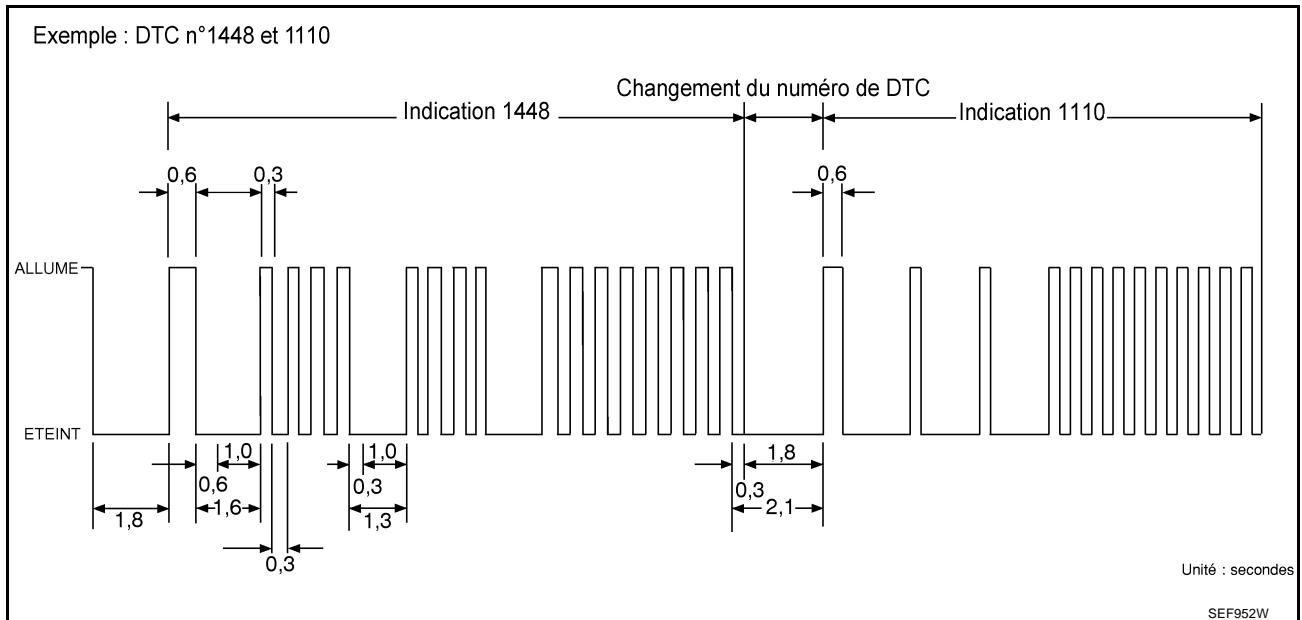 Exemple : DTC n°1448 et 1110
Changement du numéro de DTC
Indication 1448
Indication 1110
0,6
0,3
0,6
ALLUME
ETEINT
1,0
1,0
1,8
0,6
0,3
0,3
1,8
1,6
1,3
2,1
0,3
Unité : secondes
SEF952W